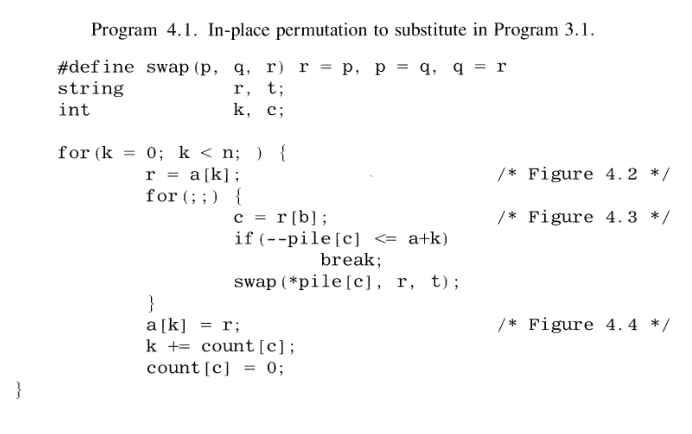 Program 4.1. In-place permutation to substitute in Program 3.1.
#define swap(p, q, r) r = p, p = q, q = r
string r, t;
int k, c;
for(k = 0; k < n; ) {
r = a[k]; /* Figure 4.2 */
for(;;) {
c = r[b]; /* Figure 4.3 */
if(--pile[c] <= a+k)
break;
swap(*pile[c], r, t);
}
a[k] = r; /* Figure 4.4 */
k += count[c];
count[c] = 0;
}